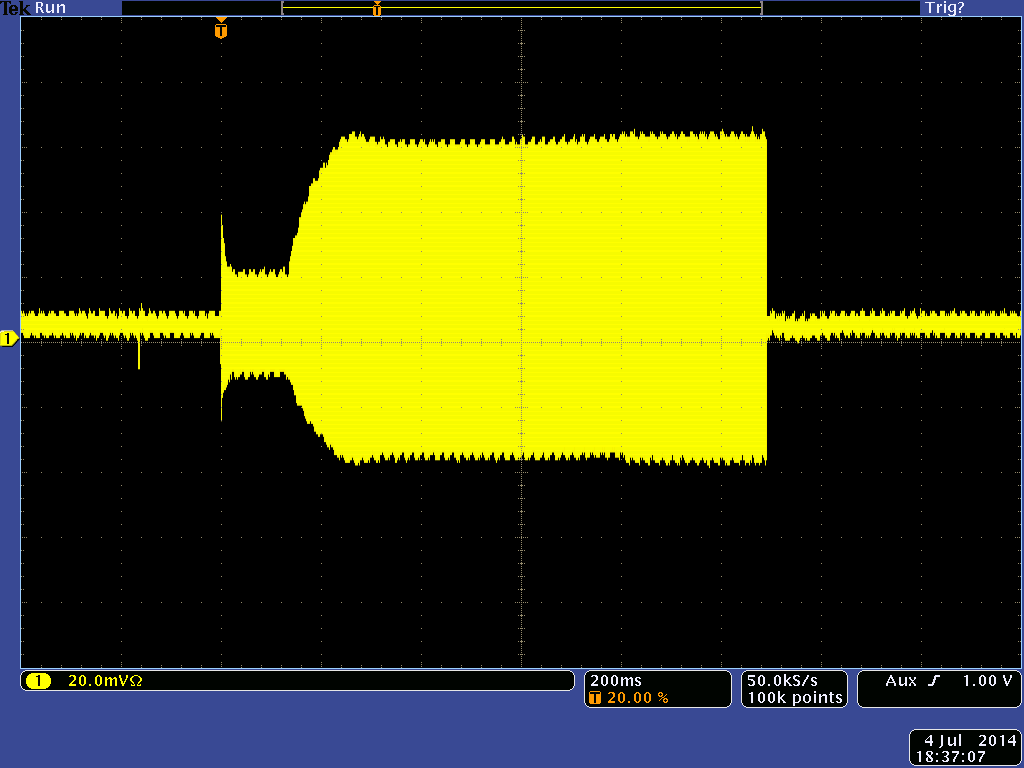 Tek Run Trig?
T
T
1
1 20.0mVΩ 200ms 50.0kS/s Aux 1.00 V
T 20.00 % 100k points
4 Jul 2014
18:37:07